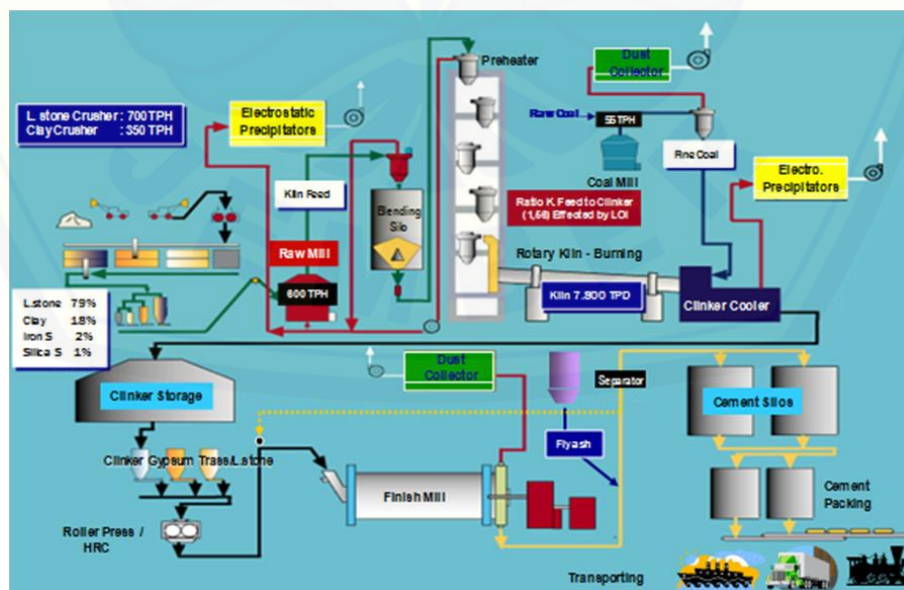 Preheater
Dust
Collector
L. stone Crusher : 700 TPH
Clay Crusher : 350 TPH
Electrostatic
Precipitators
Raw Coal
55 TPH
Fine Coal
Electro.
Precipitators
Coal Mill
Kiln Feed
Ratio K. Feed to Clinker
(1,56) Effected by LOI
Blending
Silo
Raw Mill
Rotary Kiln - Burning
600 TPH
Kiln 7.800 TPD
Clinker Cooler
L.stone 79%
Clay 18%
Iron S 2%
Silica S 1%
Dust
Collector
Separator
Clinker Storage
Cement Silos
Flyash
Clinker Gypsum Trass/L.stone
Finish Mill
Cement
Packing
Roller Press /
HRC
Transporting